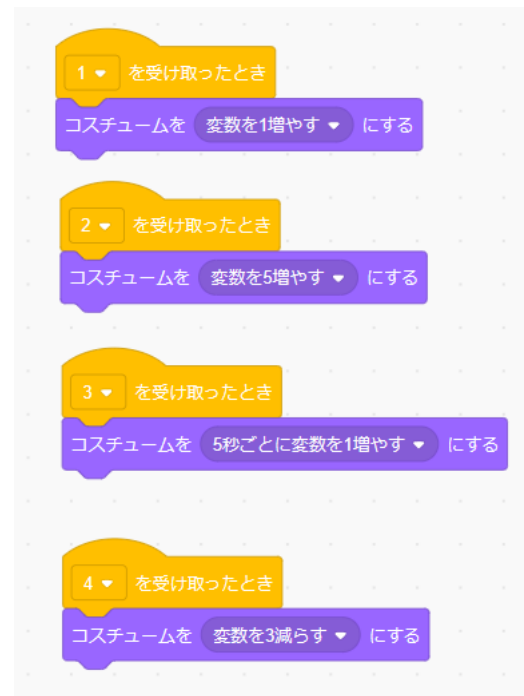 1 を受け取ったとき
コスチュームを 変数を1増やす にする
2 を受け取ったとき
コスチュームを 変数を5増やす にする
3 を受け取ったとき
コスチュームを 5秒ごとに変数を1増やす にする
4 を受け取ったとき
コスチュームを 変数を3減らす にする